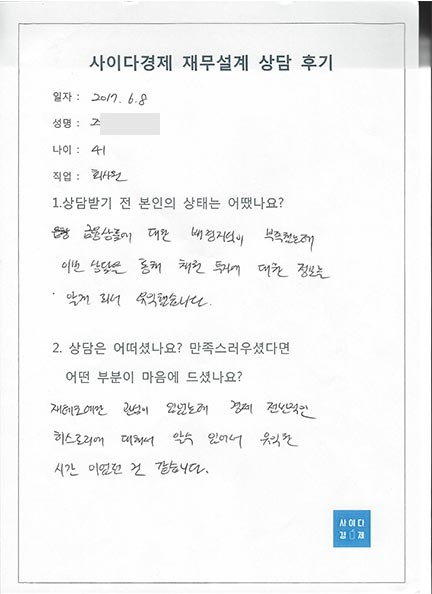 사이다경제 재무설계 상담 후기
일자 : 2017. 6. 8
성명 : 조
나이 : 41
직업 : 회사원
1.상담받기 전 본인의 상태는 어땠나요?
금융상품에 대한 배경지식이 부족했는데
이번 상담을 통해 채권 투자에 대한 정보를
알게 되서 유익했습니다.
2. 상담은 어떠셨나요? 만족스러우셨다면
어떤 부분이 마음에 드셨나요?
재테크에만 관심이 있었는데 경제 전반적인
히스토리에 대해서 알수 있어서 유익한
시간 이었던 것 같습니다.
사이다
경제